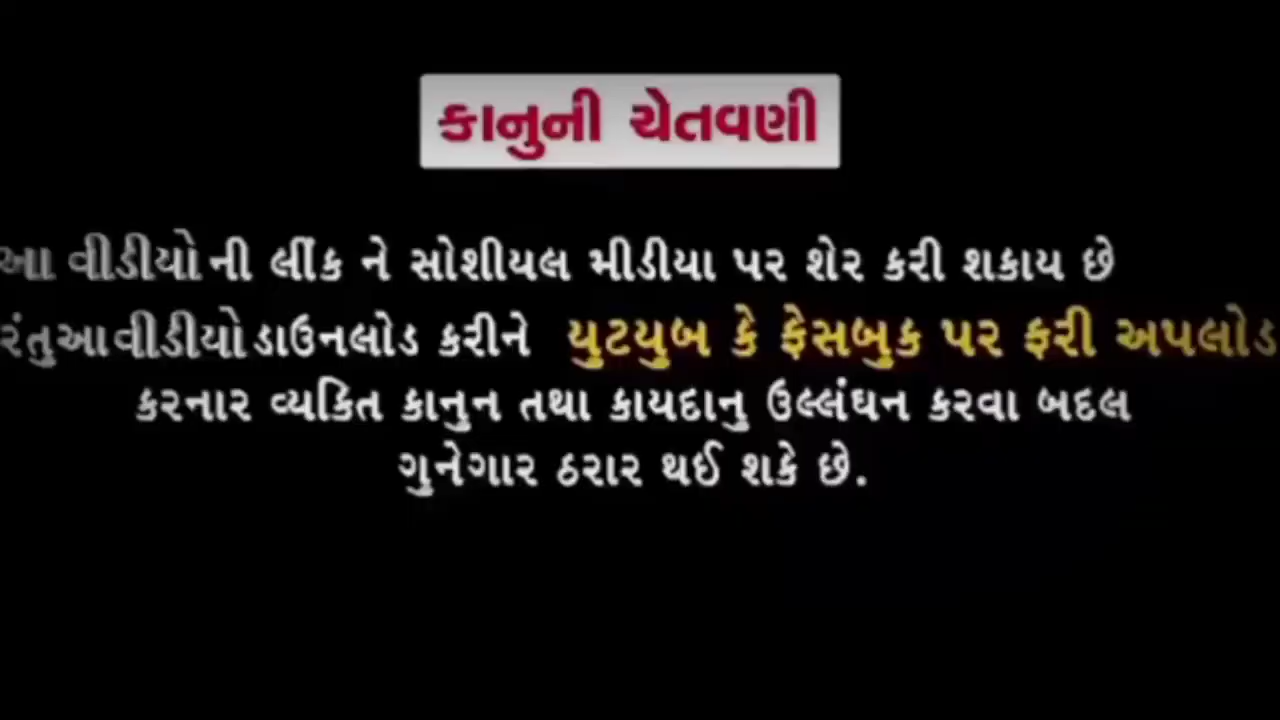 કાનુની ચેતવણી
આ વીડીયોની લીંક ને સોશીયલ મીડીયા પર શેર કરી શકાય છે
રંતુ આ વીડીયો ડાઉનલોડ કરીને યુટયુબ કે ફેસબુક પર ફરી અપલોડ
કરનાર વ્યકિત કાનુન તથા કાયદાનુ ઉલ્લંઘન કરવા બદલ
ગુનેગાર ઠરાર થઈ શકે છે.